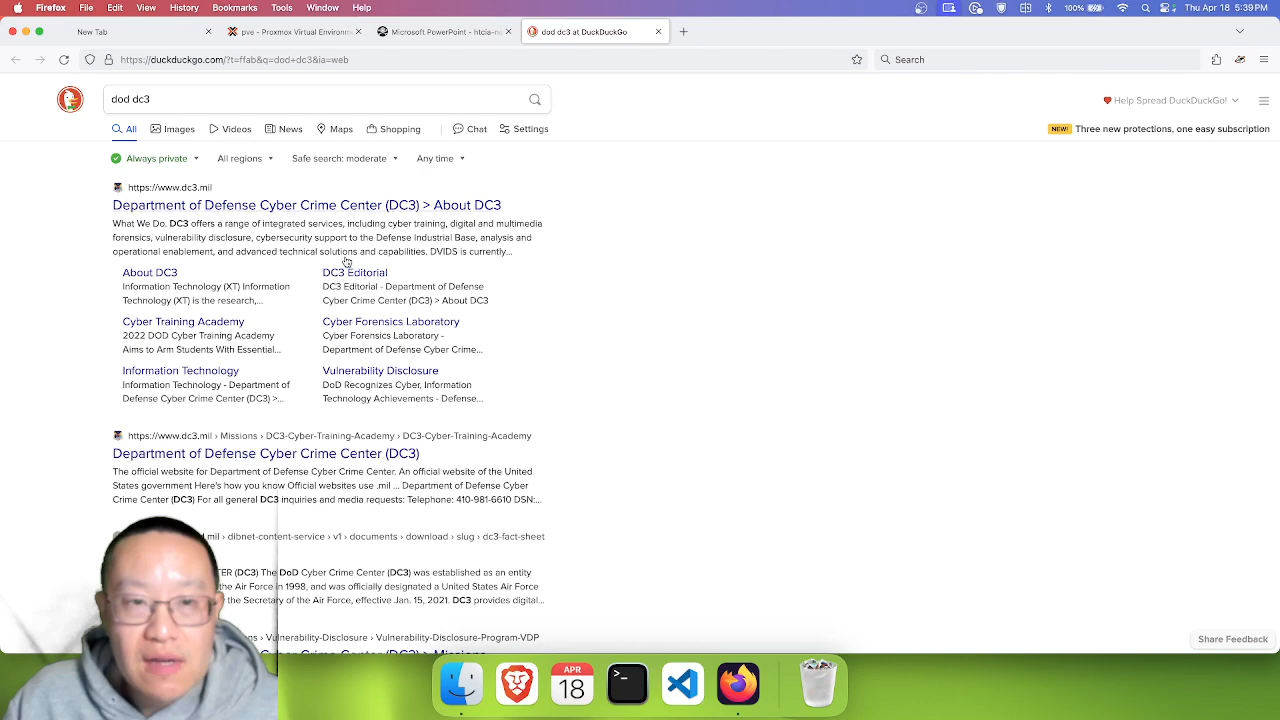 Firefox File Edit View History Bookmarks Tools Window Help 100% Thu Apr 18 5:39 PM
New Tab pve - Proxmox Virtual Environme Microsoft PowerPoint - htcia-ne dod dc3 at DuckDuckGo
https://duckduckgo.com/?t=ffab&q=dod+dc3&ia=web Search
dod dc3 Help Spread DuckDuckGo!
All Images Videos News Maps Shopping Chat Settings NEW! Three new protections, one easy subscription
Always private All regions Safe search: moderate Any time
https://www.dc3.mil
Department of Defense Cyber Crime Center (DC3) > About DC3
What We Do. DC3 offers a range of integrated services, including cyber training, digital and multimedia
forensics, vulnerability disclosure, cybersecurity support to the Defense Industrial Base, analysis and
operational enablement, and advanced technical solutions and capabilities. DVIDS is currently...
About DC3
Information Technology (XT) Information
Technology (XT) is the research,...
DC3 Editorial
DC3 Editorial - Department of Defense
Cyber Crime Center (DC3) > About DC3
Cyber Training Academy
2022 DOD Cyber Training Academy
Aims to Arm Students With Essential...
Cyber Forensics Laboratory
Cyber Forensics Laboratory -
Department of Defense Cyber Crime...
Information Technology
Information Technology - Department of
Defense Cyber Crime Center (DC3) >...
Vulnerability Disclosure
DoD Recognizes Cyber, Information
Technology Achievements - Defense...
https://www.dc3.mil › Missions › DC3-Cyber-Training-Academy › DC3-Cyber-Training-Academy
Department of Defense Cyber Crime Center (DC3)
The official website for Department of Defense Cyber Crime Center. An official website of the United
States government Here's how you know Official websites use .mil ... Department of Defense Cyber
Crime Center (DC3) For all general DC3 inquiries and media requests: Telephone: 410-981-6610 DSN:...
.mil › dibnet-content-service › v1 › documents › download › slug › dc3-fact-sheet
TER (DC3) The DoD Cyber Crime Center (DC3) was established as an entity
the Air Force in 1998, and was officially designated a United States Air Force
the Secretary of the Air Force, effective Jan. 15, 2021. DC3 provides digital...
ns › Vulnerability-Disclosure › Vulnerability-Disclosure-Program-VDP
Cyber Crime Center (DC3) > Missions
Share Feedback
APR
18